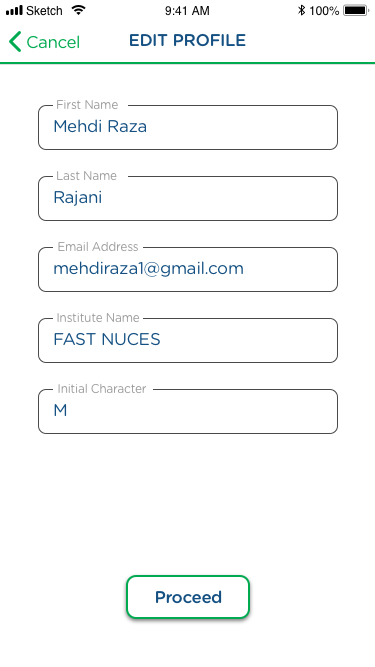 Sketch 9:41 AM 100%
Cancel EDIT PROFILE
First Name
Mehdi Raza
Last Name
Rajani
Email Address
mehdiraza1@gmail.com
Institute Name
FAST NUCES
Initial Character
M
Proceed